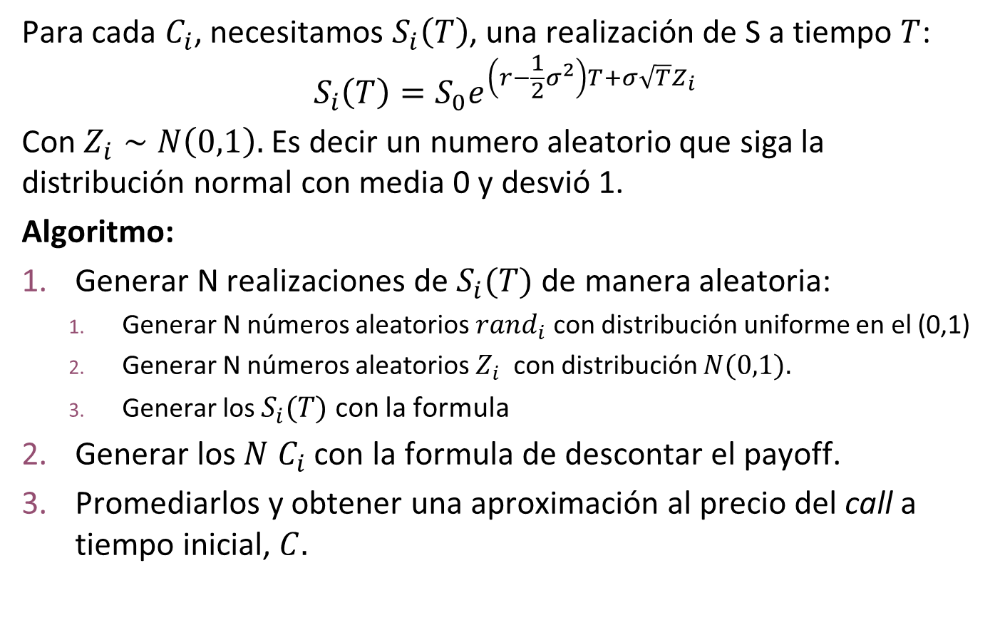 Para cada $C_i$, necesitamos $S_i(T)$, una realización de S a tiempo $T$:
$S_i(T) = S_0 e^{\left(r-\frac{1}{2}\sigma^2\right)T+\sigma\sqrt{T}Z_i}$
Con $Z_i \sim N(0,1)$. Es decir un numero aleatorio que siga la
distribución normal con media 0 y desvió 1.
Algoritmo:
1. Generar N realizaciones de $S_i(T)$ de manera aleatoria:
1. Generar N números aleatorios $rand_i$ con distribución uniforme en el (0,1)
2. Generar N números aleatorios $Z_i$ con distribución $N(0,1)$.
3. Generar los $S_i(T)$ con la formula
2. Generar los $N$ $C_i$ con la formula de descontar el payoff.
3. Promediarlos y obtener una aproximación al precio del call a
tiempo inicial, $C$.